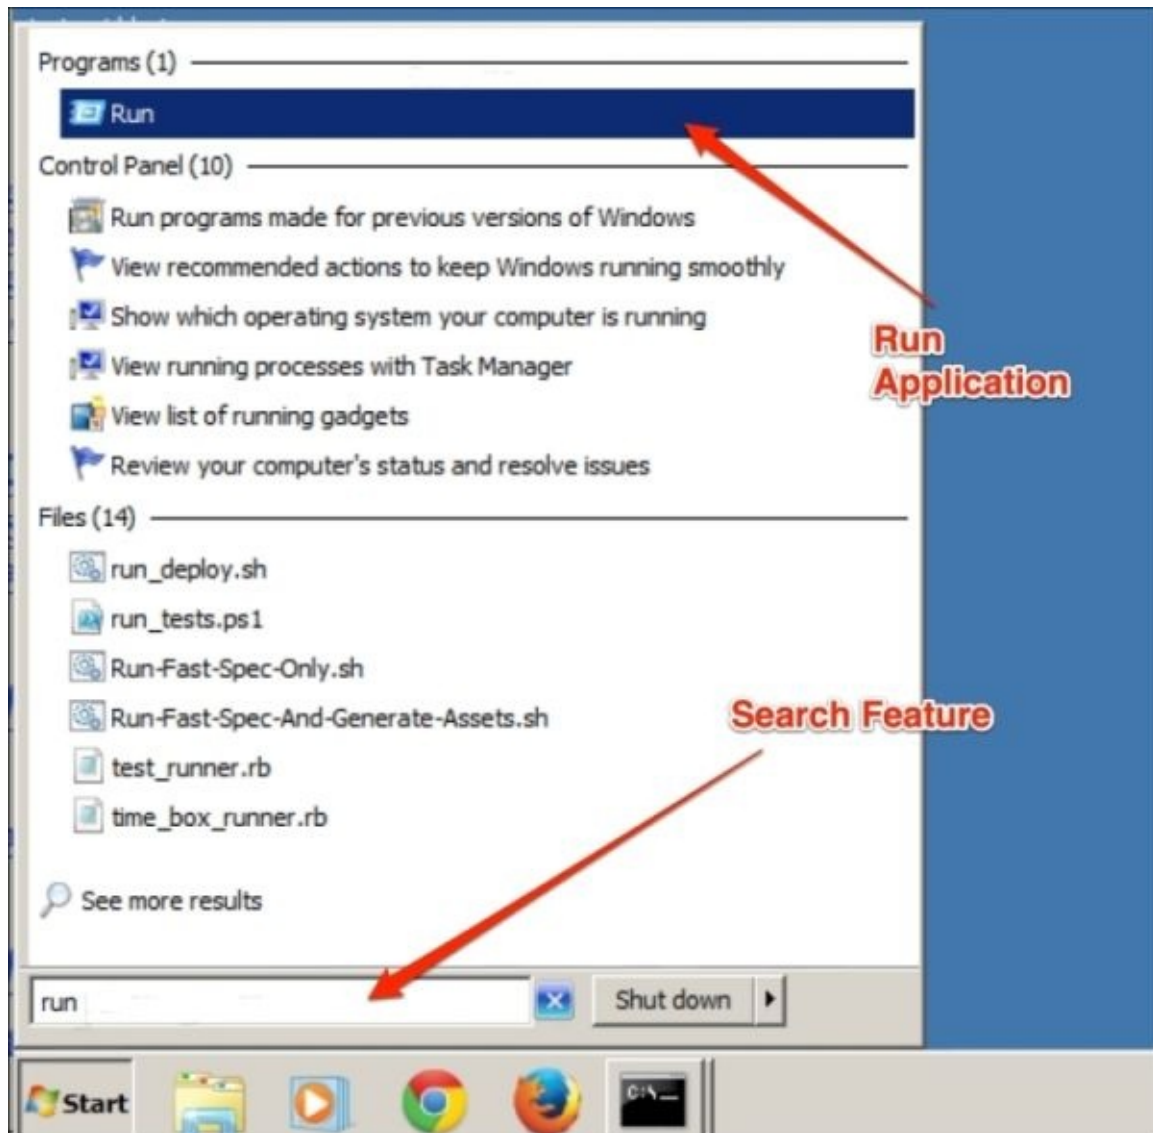 Programs (1)
Run
Control Panel (10)
Run programs made for previous versions of Windows
View recommended actions to keep Windows running smoothly
Show which operating system your computer is running
View running processes with Task Manager
View list of running gadgets
Review your computer's status and resolve issues
Run
Application
Files (14)
run_deploy.sh
run_tests.ps1
Run-Fast-Spec-Only.sh
Run-Fast-Spec-And-Generate-Assets.sh
Search Feature
test_runner.rb
time_box_runner.rb
See more results
run
Shut down
Start
C:\_